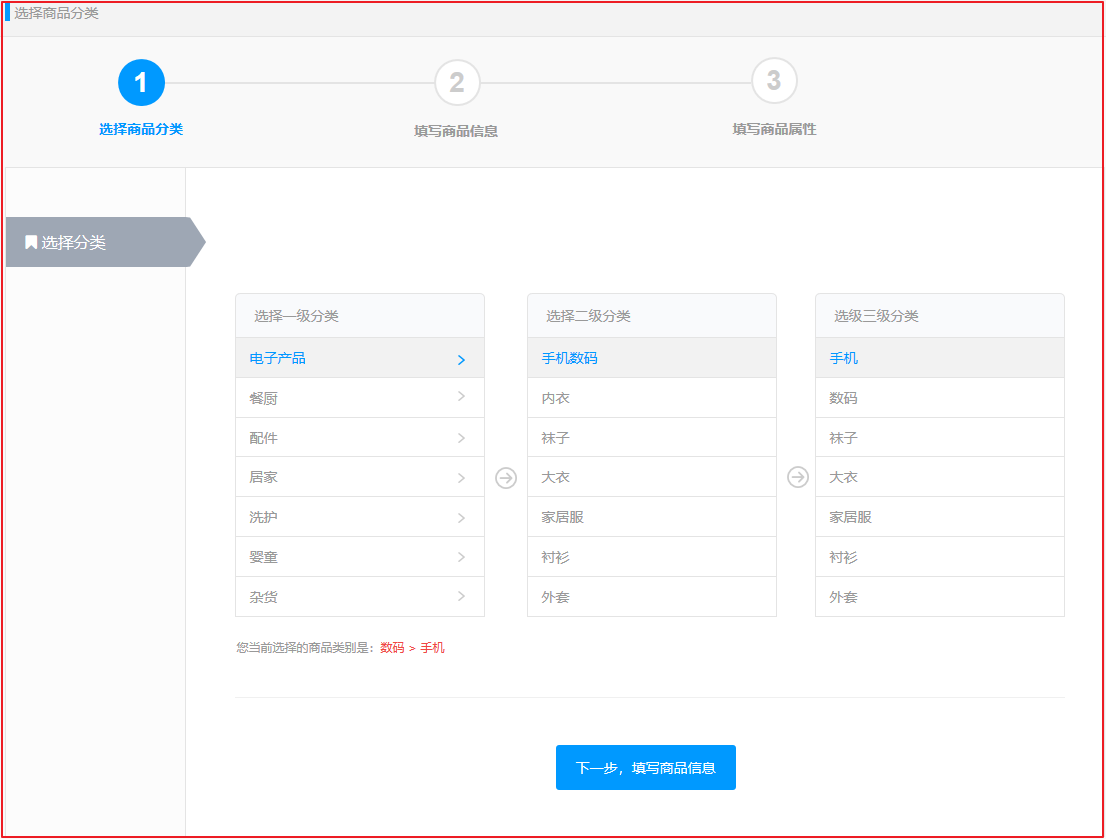 选择商品分类
1
2
3
选择商品分类
填写商品信息
填写商品属性
选择分类
选择一级分类
电子产品
餐厨
配件
居家
洗护
婴童
杂货
选择二级分类
手机数码
内衣
袜子
大衣
家居服
衬衫
外套
选级三级分类
手机
数码
袜子
大衣
家居服
衬衫
外套
您当前选择的商品类别是：数码 > 手机
下一步，填写商品信息